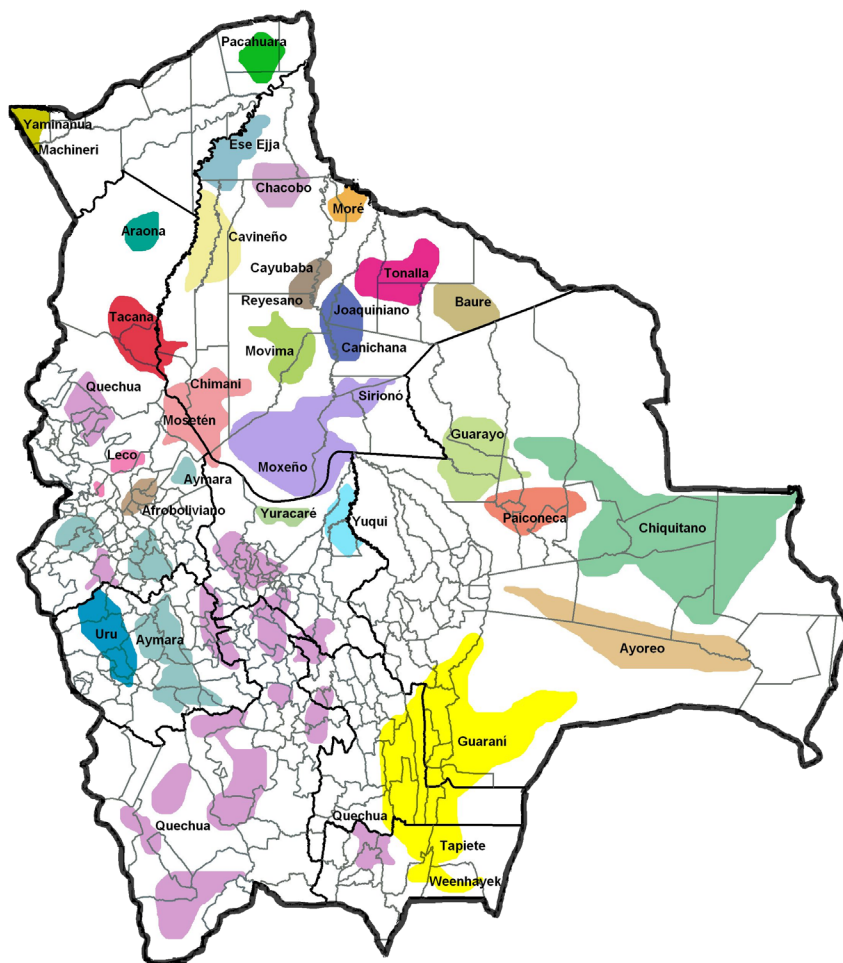 Pacahuara
Yaminahua
Machineri
Ese Ejja
Chacobo
Moré
Araona
Cavineño
Cayubaba
Tonalla
Reyesano
Joaquiniano
Baure
Tacana
Movima
Canichana
Quechua
Chimani
Sirionó
Mosetén
Guarayo
Leco
Moxeño
Aymara
Afroboliviano
Yuracaré
Yuqui
Paiconeca
Chiquitano
Uru
Aymara
Ayoreo
Guaraní
Quechua
Quechua
Tapiete
Weenhayek